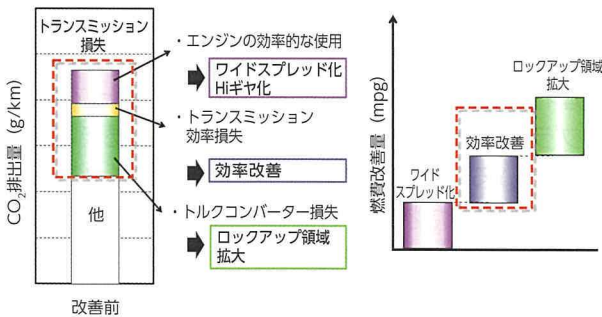 トランスミッション
損失
CO2排出量 (g/km)
他
改善前
・エンジンの効率的な使用
ワイドスプレッド化
Hiギヤ化
・トランスミッション
効率損失
効率改善
・トルクコンバーター損失
ロックアップ領域
拡大
燃費改善量 (mpg)
ワイド
スプレッド化
効率改善
ロックアップ領域
拡大